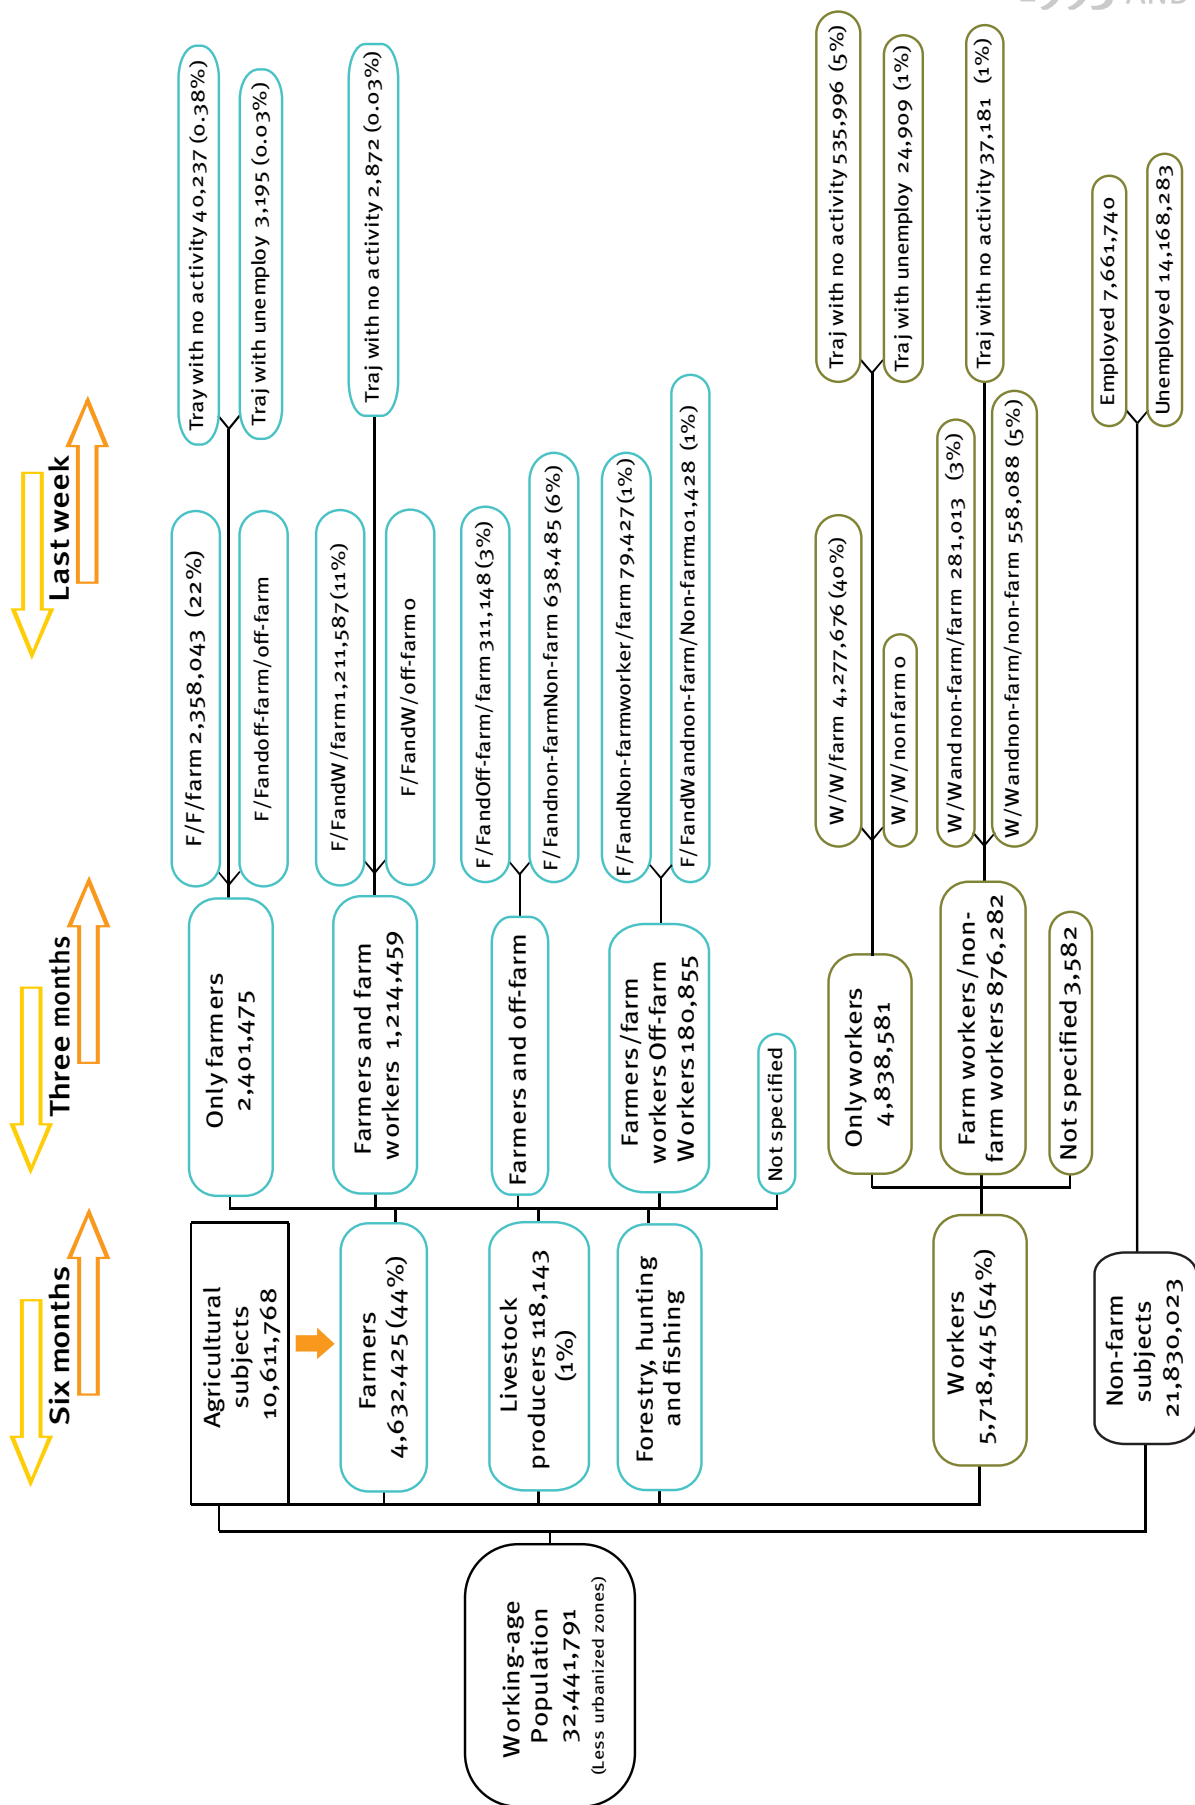 1993 AND
Six months
Three months
Last week
Working-age
Population
32,441,791
(Less urbanized zones)
Agricultural
subjects
10,611,768
Farmers
4,632,425 (44%)
Livestock
producers 118,143
(1%)
Forestry, hunting
and fishing
Workers
5,718,445 (54%)
Non-farm
subjects
21,830,023
Only farmers
2,401,475
Farmers and farm
workers 1,214,459
Farmers and off-farm
Farmers/farm
workers Off-farm
Workers 180,855
Not specified
Only workers
4,838,581
Farm workers/non-
farm workers 876,282
Not specified 3,582
F/F/farm 2,358,043 (22%)
F/Fandoff-farm/off-farm
F/FandW/farm1,211,587 (11%)
F/FandW/off-farm0
F/FandOff-farm/farm 311,148 (3%)
F/Fandnon-farmNon-farm 638,485 (6%)
F/FandNon-farmworker/farm 79,427 (1%)
F/FandWandnon-farm/Non-farm101,428 (1%)
W/W/farm 4,277,676 (40%)
W/W/nonfarm 0
W/Wandnon-farm/farm 281,013 (3%)
W/Wandnon-farm/non-farm 558,088 (5%)
Tray with no activity 40,237 (0.38%)
Traj with unemploy 3,195 (0.03%)
Traj with no activity 2,872 (0.03%)
Traj with no activity 535,996 (5%)
Traj with unemploy 24,909 (1%)
Traj with no activity 37,181 (1%)
Employed 7,661,740
Unemployed 14,168,283